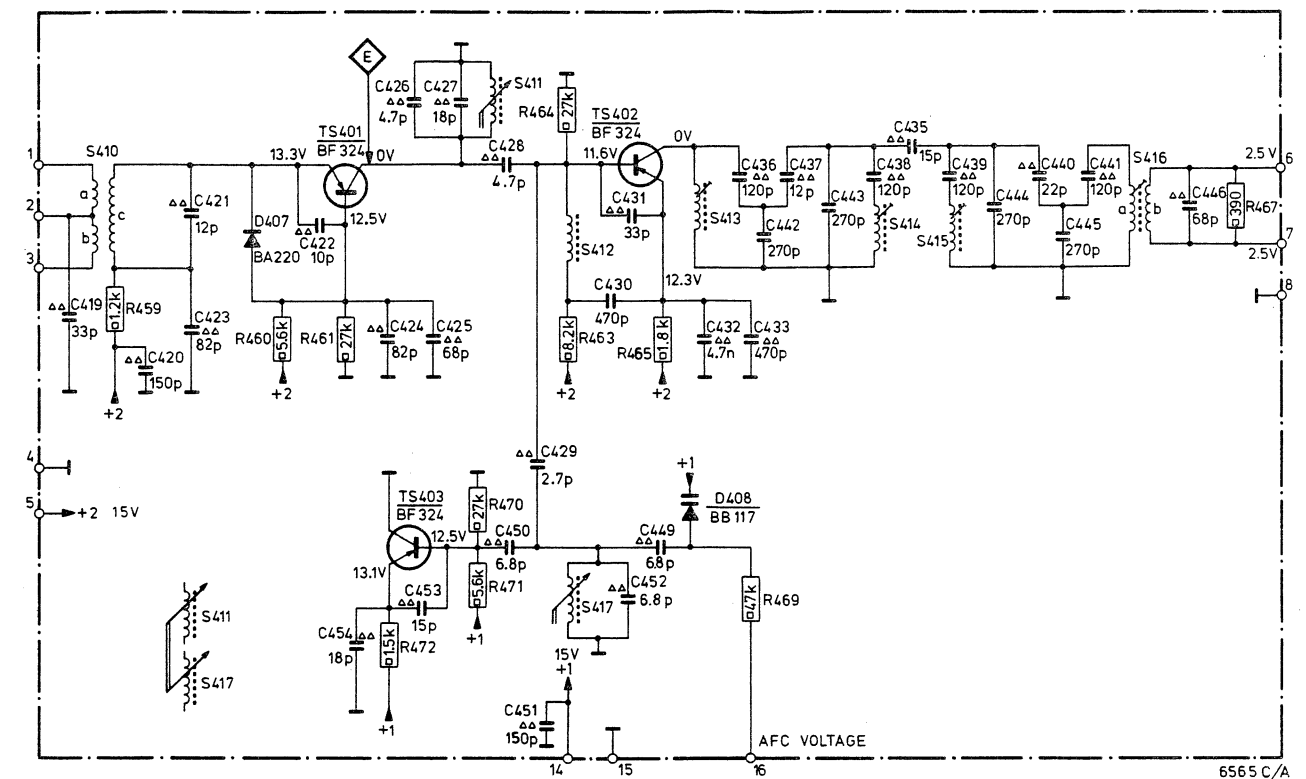 E
C426
4.7p
C427
18p
S411
R464
27k
TS401
BF324
TS402
BF324
1
S410
13.3V
0V
C428
4.7p
11.6V
0V
C435
15p
2.5V
6
a
2
b
3
c
C421
12p
D407
BA220
C422
10p
12.5V
C431
33p
S412
S413
C436
120p
C437
12p
C442
270p
C443
270p
C438
120p
S414
C439
120p
S415
C444
270p
C440
22p
C441
120p
C445
270p
S416
a
b
C446
68p
390
R467
7
2.5V
8
12.3V
C419
33p
1.2k
R459
C420
150p
+2
C423
82p
R460
5.6k
+2
R461
27k
C424
82p
C425
68p
C430
470p
8.2k
R463
+2
R465
1.8k
+2
C432
4.7n
C433
470p
4
5
+2 15V
C429
2.7p
TS403
BF324
13.1V
12.5V
27k
R470
C450
6.8p
5.6k
R471
+1
C453
15p
C454
18p
1.5k
R472
+1
+1
D408
BB117
C449
6.8p
S417
C452
6.8p
47k
R469
S411
S417
15V
+1
C451
150p
AFC VOLTAGE
14
15
16
6565 C/A